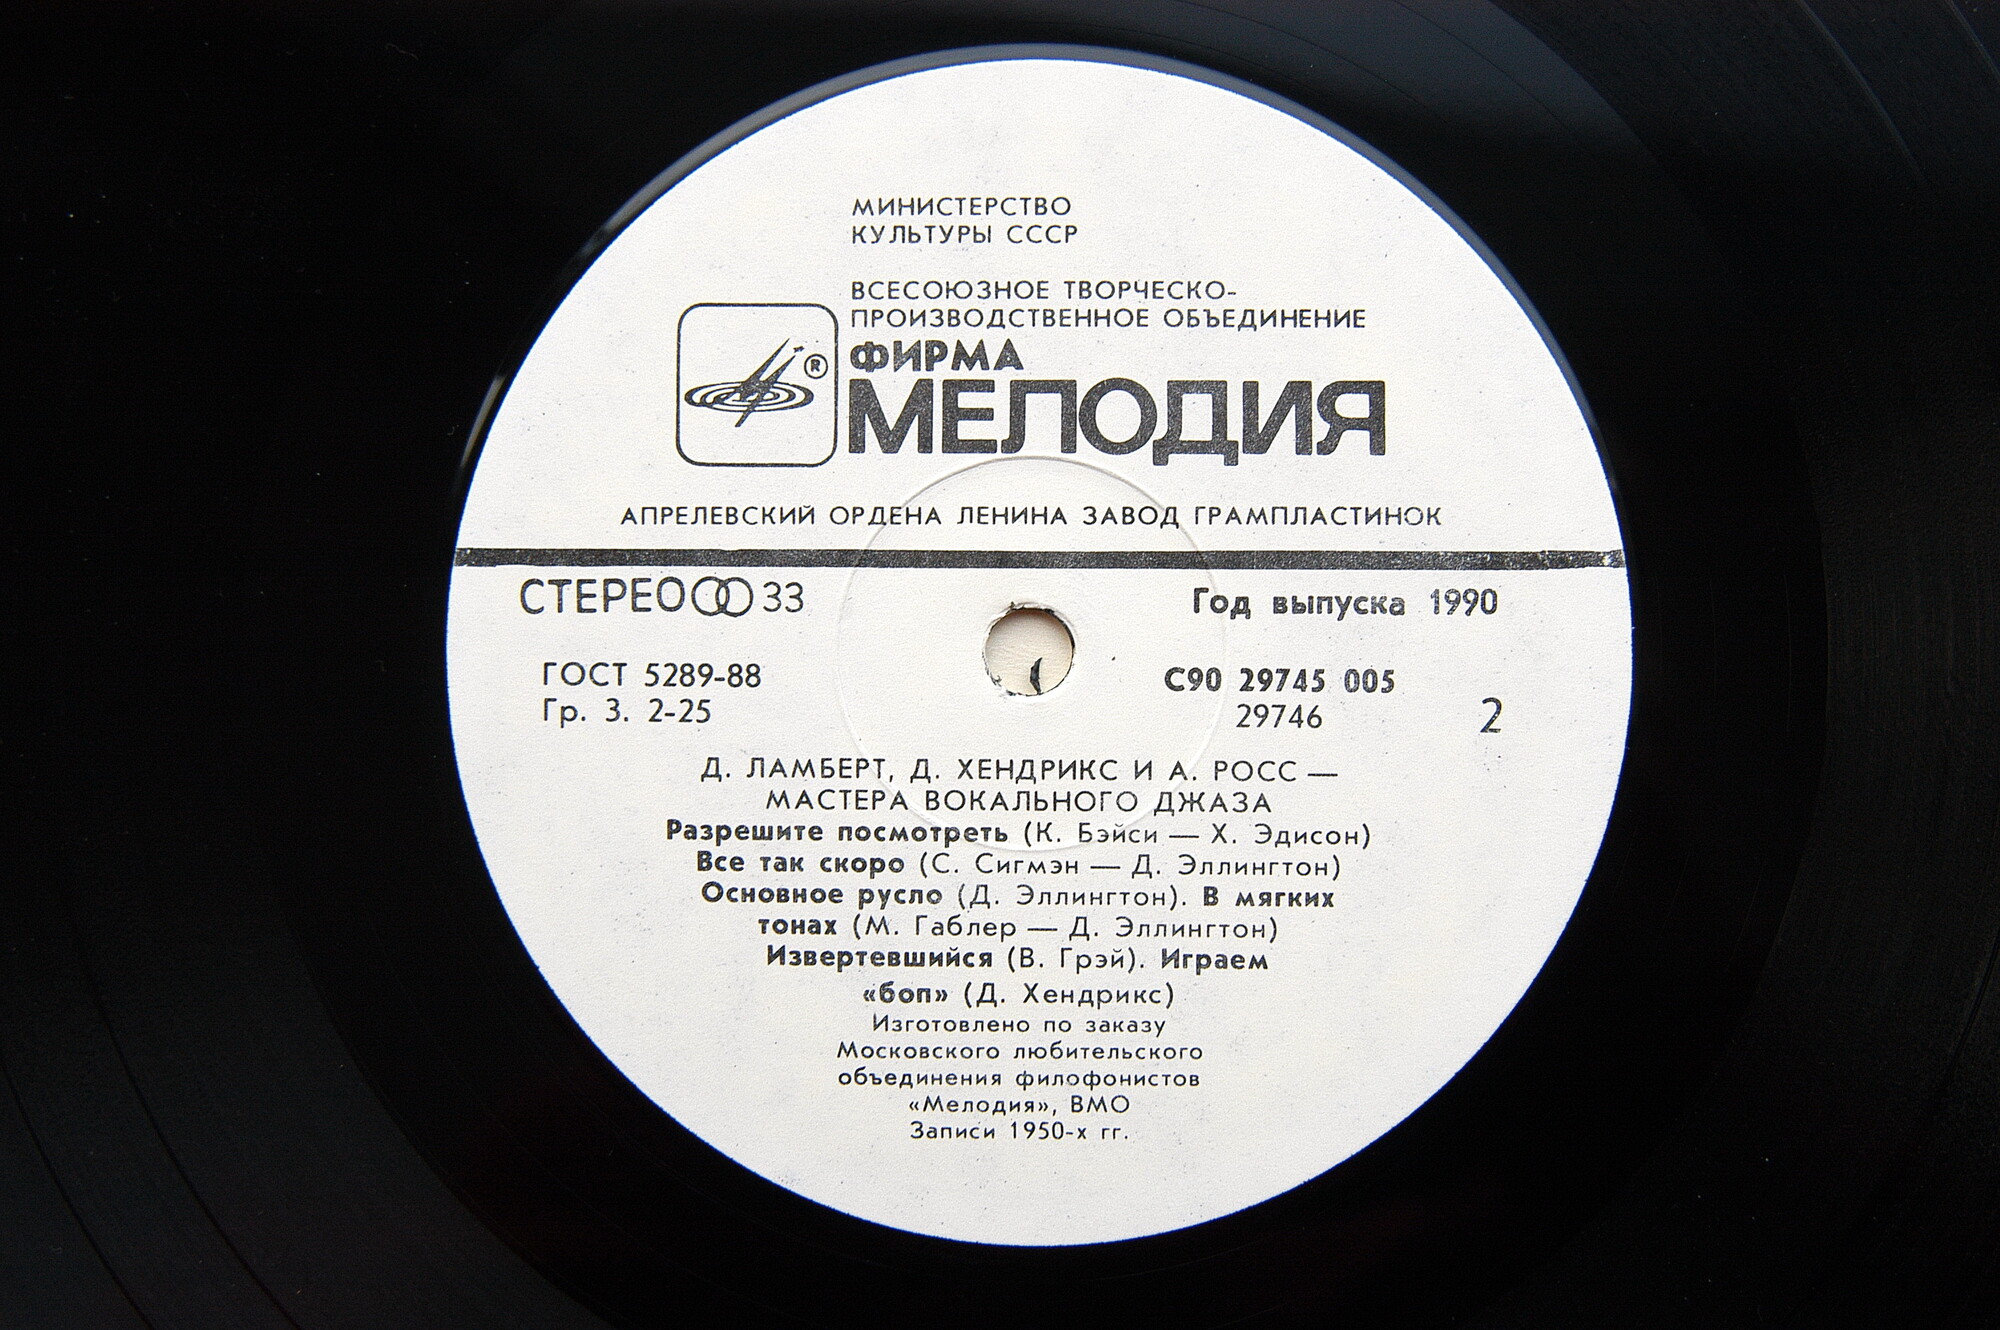 МИНИСТЕРСТВО
КУЛЬТУРЫ СССР
ВСЕСОЮЗНОЕ ТВОРЧЕСКО-
ПРОИЗВОДСТВЕННОЕ ОБЪЕДИНЕНИЕ
ФИРМА
®
МЕЛОДИЯ
АПРЕЛЕВСКИЙ ОРДЕНА ЛЕНИНА ЗАВОД ГРАМПЛАСТИНОК
СТЕРЕО 33
Год выпуска 1990
ГОСТ 5289-88
Гр. 3. 2-25
С90 29745 005
29746
2
Д. ЛАМБЕРТ, Д. ХЕНДРИКС И А. РОСС —
МАСТЕРА ВОКАЛЬНОГО ДЖАЗА
Разрешите посмотреть (К. Бэйси — Х. Эдисон)
Все так скоро (С. Сигмэн — Д. Эллингтон)
Основное русло (Д. Эллингтон). В мягких
тонах (М. Габлер — Д. Эллингтон)
Извертевшийся (В. Грэй). Играем
«боп» (Д. Хендрикс)
Изготовлено по заказу
Московского любительского
объединения филофонистов
«Мелодия», ВМО
Записи 1950-х гг.